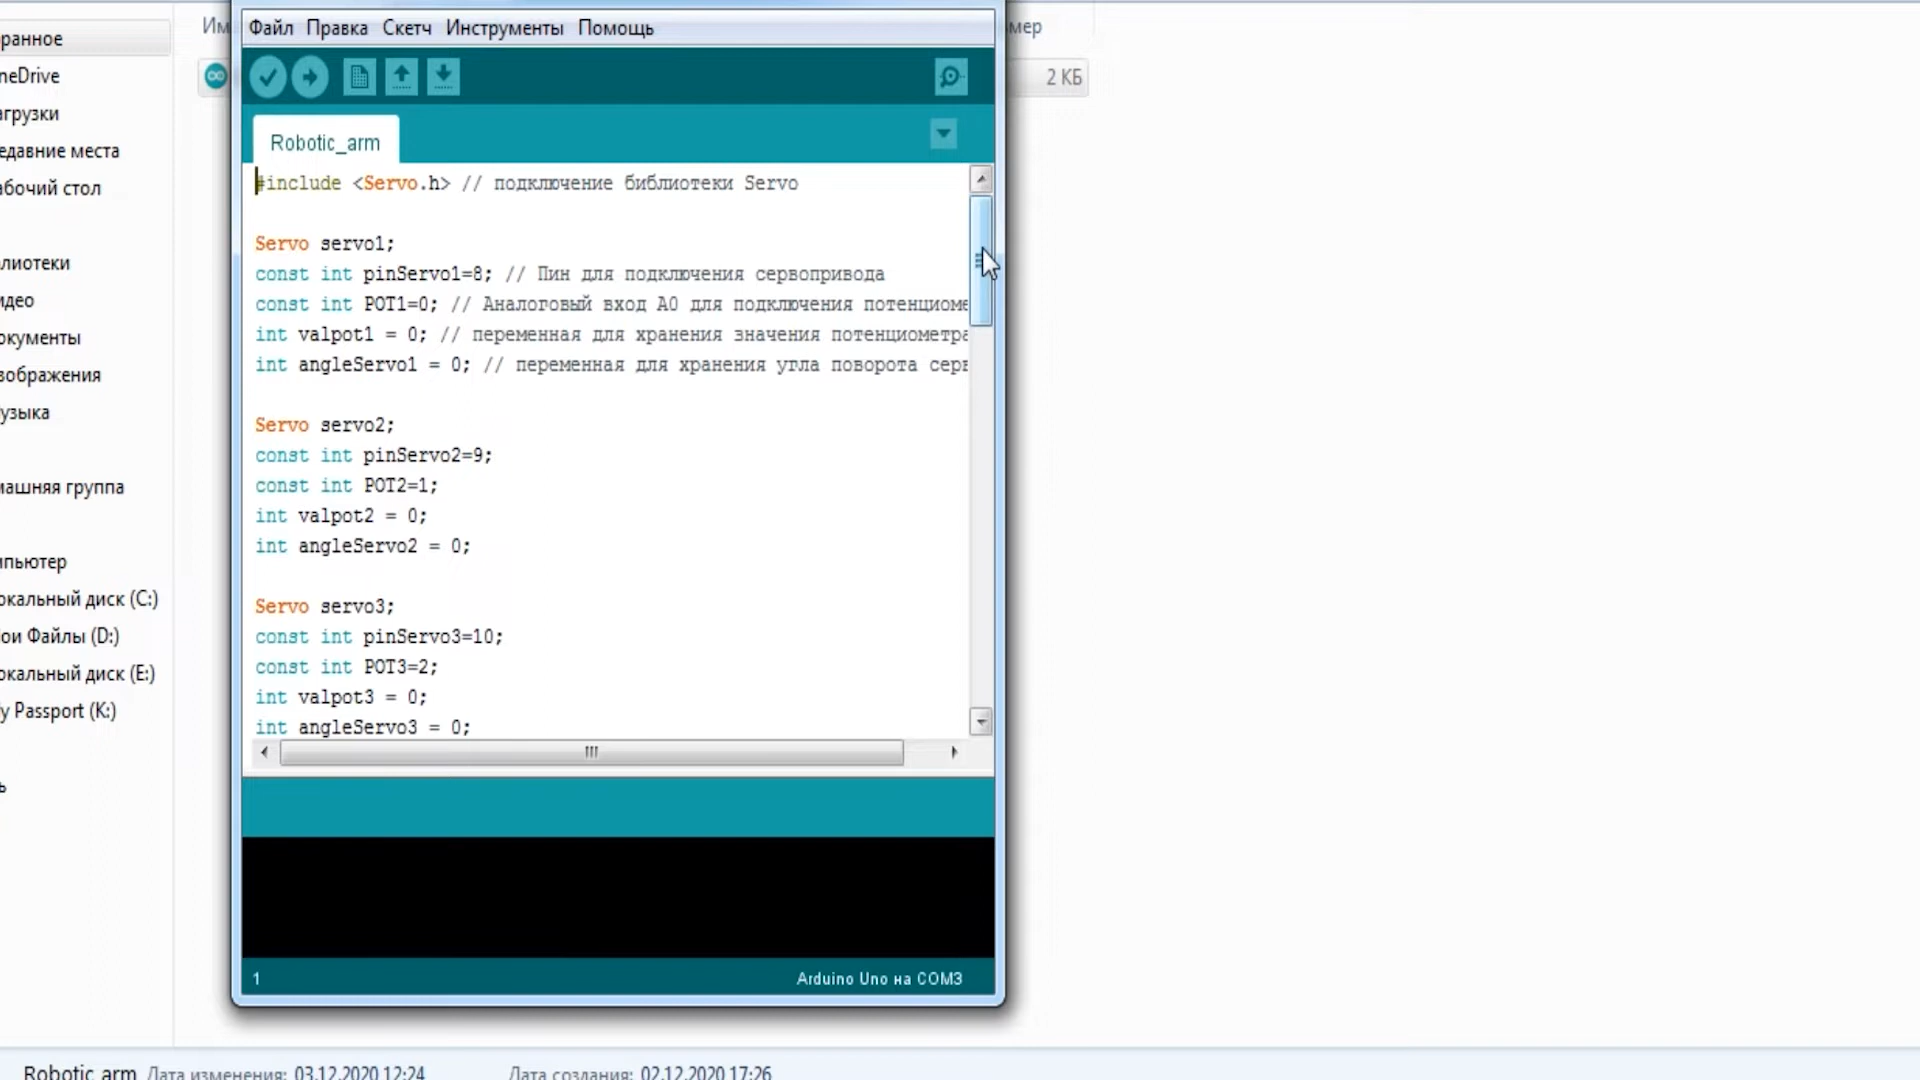 Файл Правка Скетч Инструменты Помощь
2 КБ
Robotic_arm
#include <Servo.h> // подключение библиотеки Servo
Servo servo1;
const int pinServo1=8; // Пин для подключения сервопривода
const int POT1=0; // Аналоговый вход A0 для подключения потенциоме
int valpot1 = 0; // переменная для хранения значения потенциометра
int angleServo1 = 0; // переменная для хранения угла поворота серв
Servo servo2;
const int pinServo2=9;
const int POT2=1;
int valpot2 = 0;
int angleServo2 = 0;
Servo servo3;
const int pinServo3=10;
const int POT3=2;
int valpot3 = 0;
int angleServo3 = 0;
1
Arduino Uno на COM3
ранное
neDrive
агрузки
едавние места
абочий стол
блиотеки
идео
окументы
зображения
узыка
машняя группа
мпьютер
окальный диск (C:)
ои Файлы (D:)
окальный диск (E:)
y Passport (K:)
ь
Им
мер
Robotic_arm Дата изменения: 03.12.2020 12:24 Дата создания: 02.12.2020 17:26